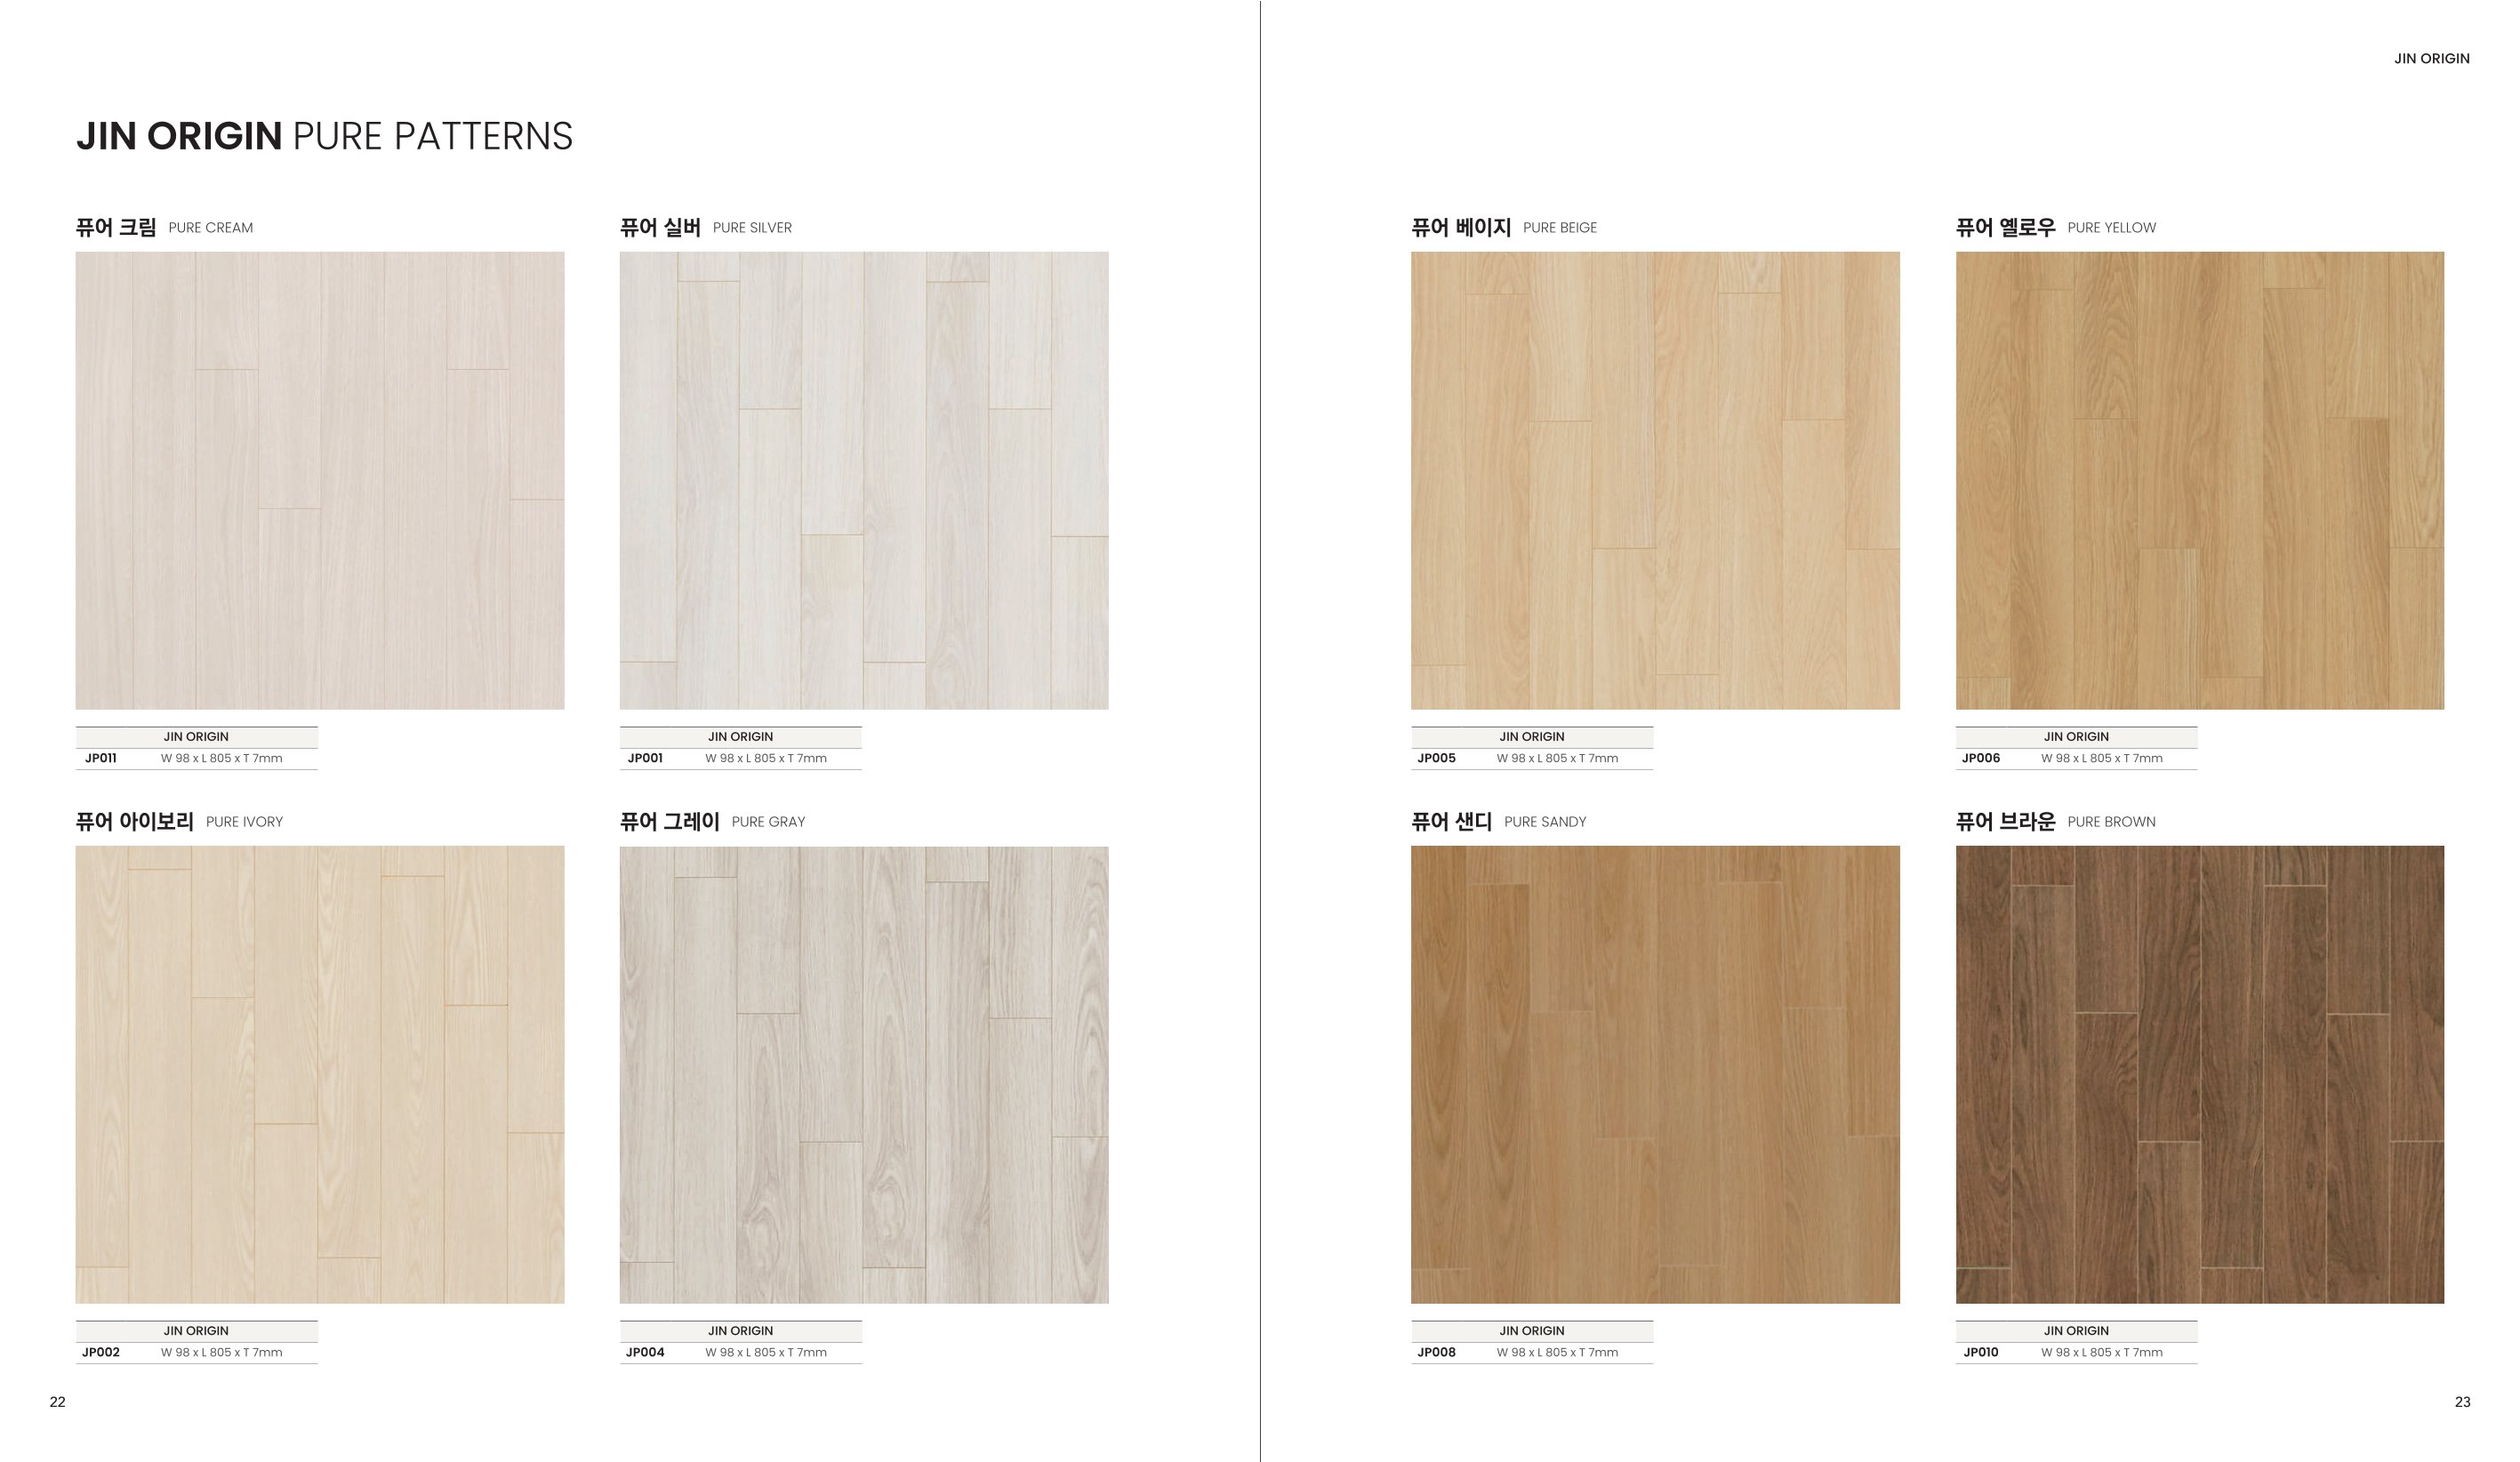 JIN ORIGIN
JIN ORIGIN PURE PATTERNS
퓨어 크림 PURE CREAM
JIN ORIGIN
JP011 W 98 x L 805 x T 7mm
퓨어 실버 PURE SILVER
JIN ORIGIN
JP001 W 98 x L 805 x T 7mm
퓨어 아이보리 PURE IVORY
JIN ORIGIN
JP002 W 98 x L 805 x T 7mm
퓨어 그레이 PURE GRAY
JIN ORIGIN
JP004 W 98 x L 805 x T 7mm
22
퓨어 베이지 PURE BEIGE
JIN ORIGIN
JP005 W 98 x L 805 x T 7mm
퓨어 옐로우 PURE YELLOW
JIN ORIGIN
JP006 W 98 x L 805 x T 7mm
퓨어 샌디 PURE SANDY
JIN ORIGIN
JP008 W 98 x L 805 x T 7mm
퓨어 브라운 PURE BROWN
JIN ORIGIN
JP010 W 98 x L 805 x T 7mm
23